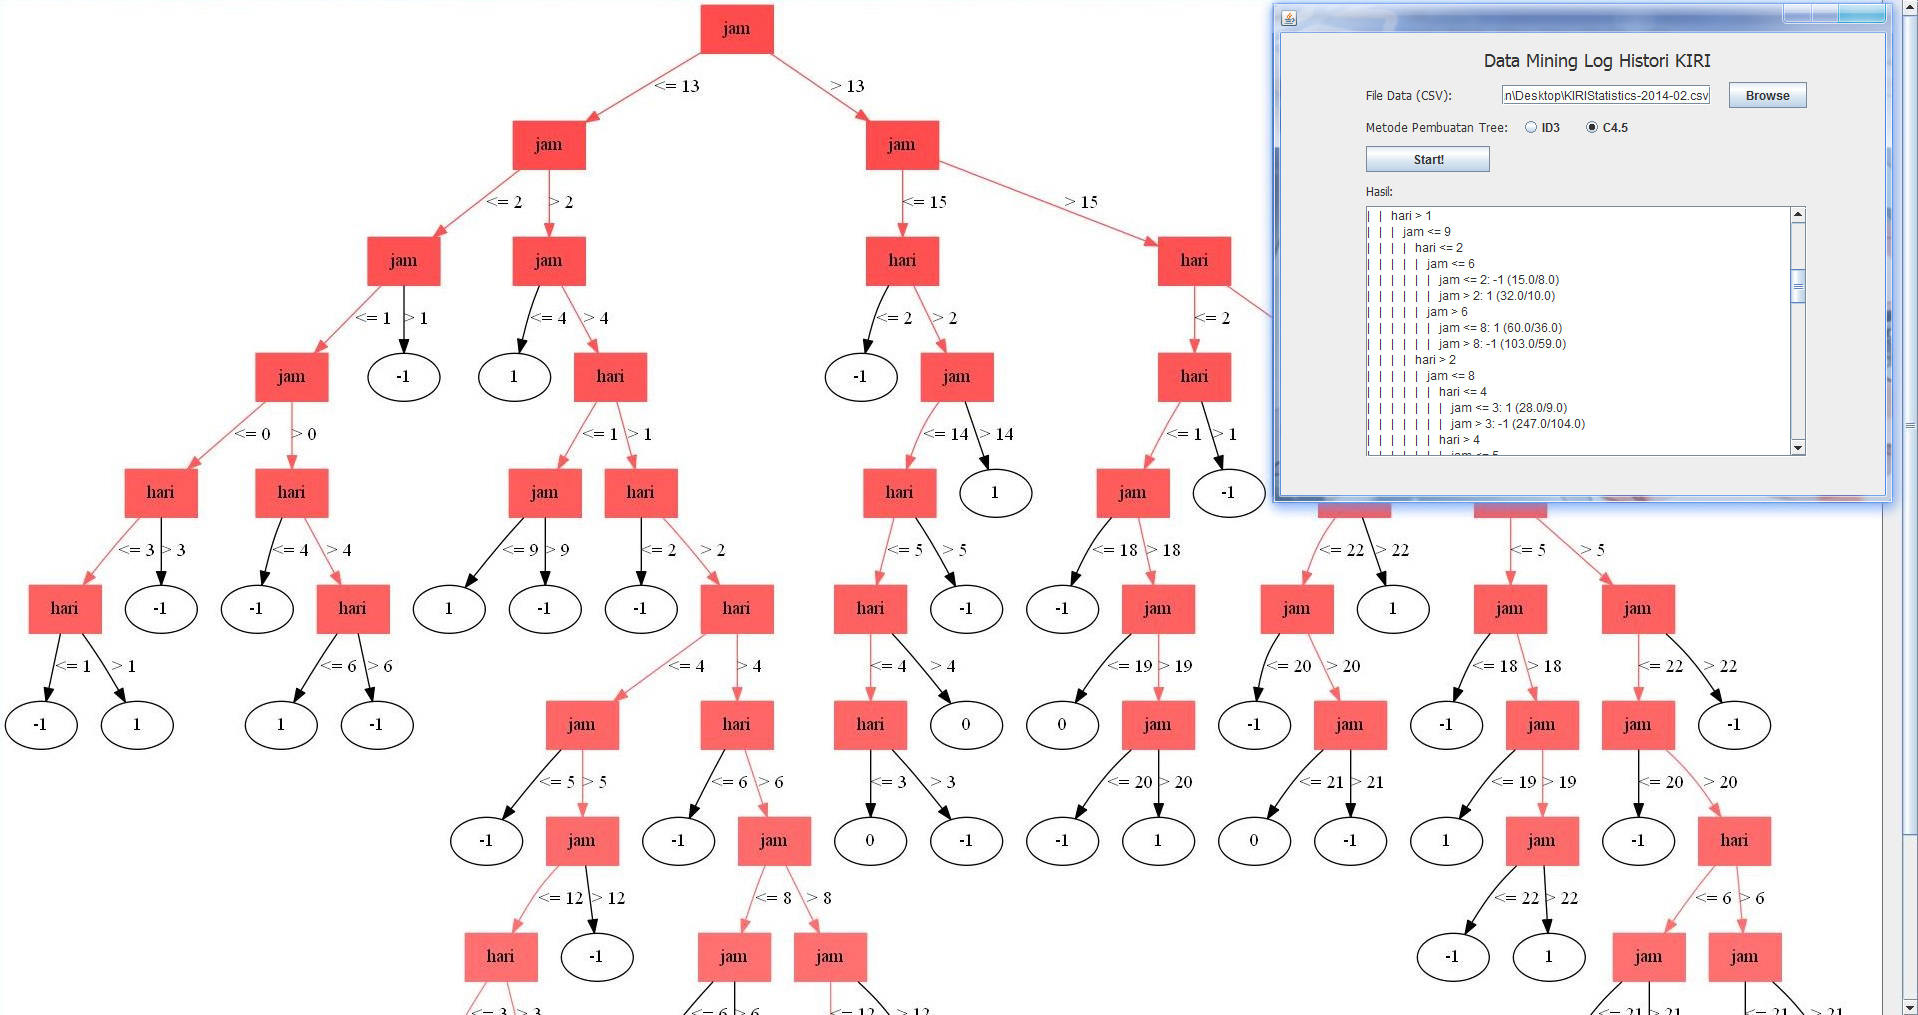 jam
<= 13
> 13
jam
jam
<= 2
> 2
<= 15
> 15
jam
jam
hari
hari
<= 1
> 1
<= 4
> 4
<= 2
> 2
<= 2
jam
-1
1
hari
-1
jam
hari
<= 0
> 0
<= 1
> 1
<= 14
> 14
<= 1
> 1
hari
hari
jam
hari
hari
1
jam
-1
<= 3
> 3
<= 4
> 4
<= 9
> 9
<= 2
> 2
<= 5
> 5
<= 18
> 18
<= 22
> 22
<= 5
> 5
hari
-1
-1
hari
1
-1
-1
hari
hari
-1
-1
jam
jam
1
jam
jam
<= 1
> 1
<= 6
> 6
<= 4
> 4
<= 4
> 4
<= 19
> 19
<= 20
> 20
<= 18
> 18
<= 22
> 22
-1
1
1
-1
jam
hari
hari
0
0
jam
-1
jam
-1
jam
jam
-1
<= 5
> 5
<= 6
> 6
<= 3
> 3
<= 20
> 20
<= 21
> 21
<= 19
> 19
<= 20
> 20
-1
jam
-1
jam
0
-1
-1
1
0
-1
1
jam
-1
hari
<= 12
> 12
<= 8
> 8
<= 22
> 22
<= 6
> 6
hari
-1
jam
jam
-1
1
jam
jam
<= 3
> 3
<= 6
> 6
<= 12
> 12
<= 21
> 21
<= 21
> 21
Data Mining Log Histori KIRI
File Data (CSV):
n\Desktop\KIRIStatistics-2014-02.csv
Browse
Metode Pembuatan Tree:
ID3
C4.5
Start!
Hasil:
| | hari > 1
| | | jam <= 9
| | | | hari <= 2
| | | | | jam <= 6
| | | | | | jam <= 2: -1 (15.0/8.0)
| | | | | | jam > 2: 1 (32.0/10.0)
| | | | | jam > 6
| | | | | | jam <= 8: 1 (60.0/36.0)
| | | | | | jam > 8: -1 (103.0/59.0)
| | | | hari > 2
| | | | | jam <= 8
| | | | | | hari <= 4
| | | | | | | jam <= 3: 1 (28.0/9.0)
| | | | | | | jam > 3: -1 (247.0/104.0)
| | | | | | hari > 4
| | | | | | | jam <= 5